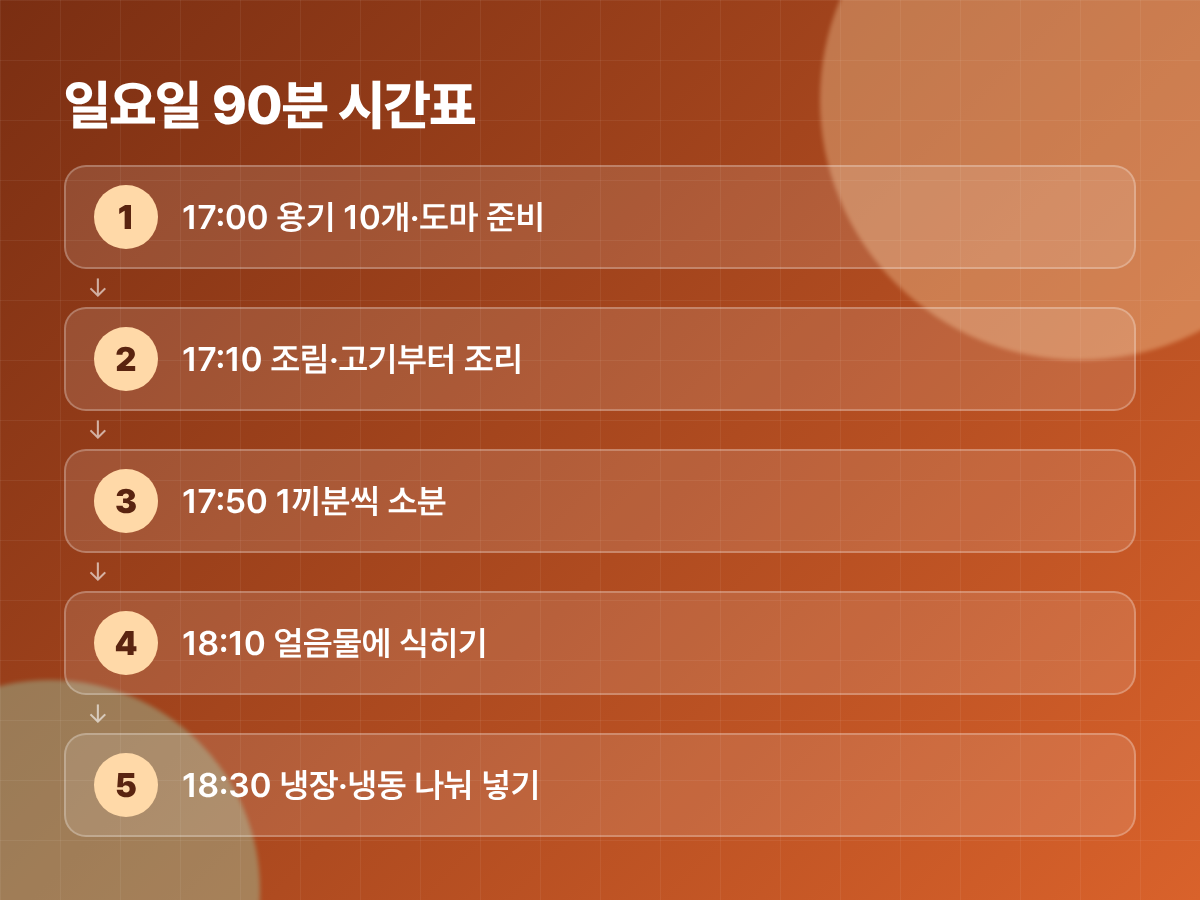 일요일 90분 시간표
1 17:00 용기 10개·도마 준비
↓
2 17:10 조림·고기부터 조리
↓
3 17:50 1끼분씩 소분
↓
4 18:10 얼음물에 식히기
↓
5 18:30 냉장·냉동 나눠 넣기